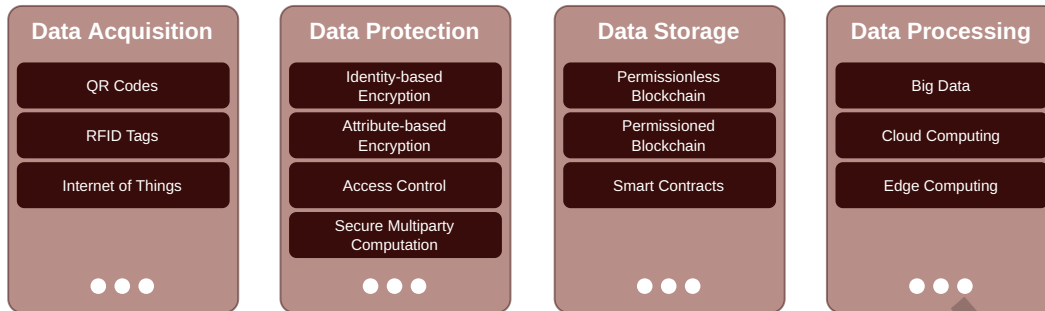 Data Acquisition
QR Codes
RFID Tags
Internet of Things
Data Protection
Identity-based
Encryption
Attribute-based
Encryption
Access Control
Secure Multiparty
Computation
Data Storage
Permissionless
Blockchain
Permissioned
Blockchain
Smart Contracts
Data Processing
Big Data
Cloud Computing
Edge Computing